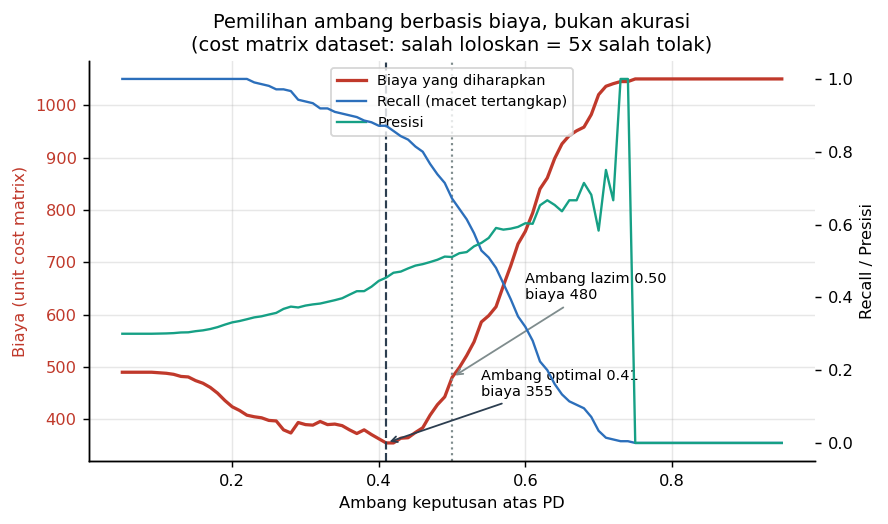 Pemilihan ambang berbasis biaya, bukan akurasi
(cost matrix dataset: salah loloskan = 5x salah tolak)
Biaya yang diharapkan
Recall (macet tertangkap)
Presisi
Biaya (unit cost matrix)
1000
900
800
700
600
500
400
1.0
0.8
0.6
0.4
0.2
0.0
Recall / Presisi
Ambang lazim 0.50
biaya 480
Ambang optimal 0.41
biaya 355
0.2
0.4
0.6
0.8
Ambang keputusan atas PD